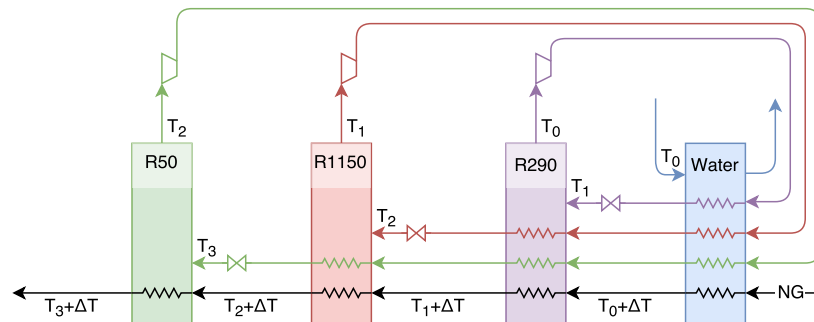 T₂
T₁
T₀
R50
R1150
R290
T₀
Water
T₁
T₂
T₃
T₃+ΔT
T₂+ΔT
T₁+ΔT
T₀+ΔT
NG